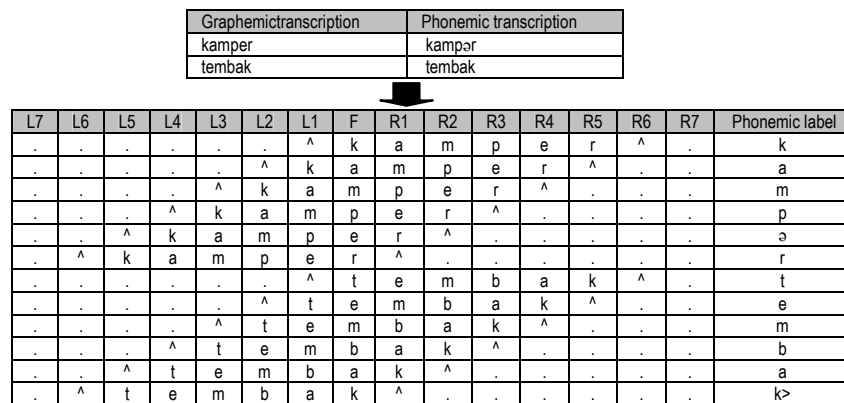 Graphemictranscription Phonemic transcription
kamper kampər
tembak tembak
L7 L6 L5 L4 L3 L2 L1 F R1 R2 R3 R4 R5 R6 R7 Phonemic label
. . . . . . ^ k a m p e r ^ . k
. . . . . ^ k a m p e r ^ . . a
. . . . ^ k a m p e r ^ . . . m
. . . ^ k a m p e r ^ . . . . p
. . ^ k a m p e r ^ . . . . . ə
. ^ k a m p e r ^ . . . . . . r
. . . . . . ^ t e m b a k ^ . t
. . . . . ^ t e m b a k ^ . . e
. . . . ^ t e m b a k ^ . . . m
. . . ^ t e m b a k ^ . . . . b
. . ^ t e m b a k ^ . . . . . a
. ^ t e m b a k ^ . . . . . . k>